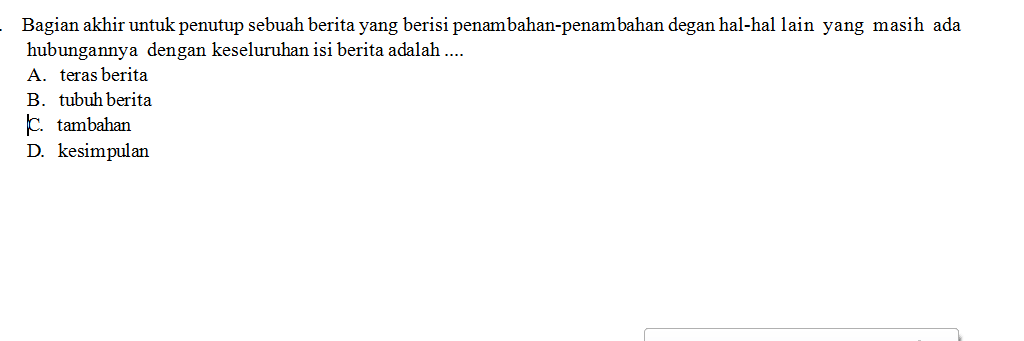 Bagian akhir untuk penutup sebuah berita yang berisi penambahan-penambahan degan hal-hal lain yang masih ada
hubungannya dengan keseluruhan isi berita adalah ....
A. teras berita
B. tubuh berita
C. tambahan
D. kesimpulan